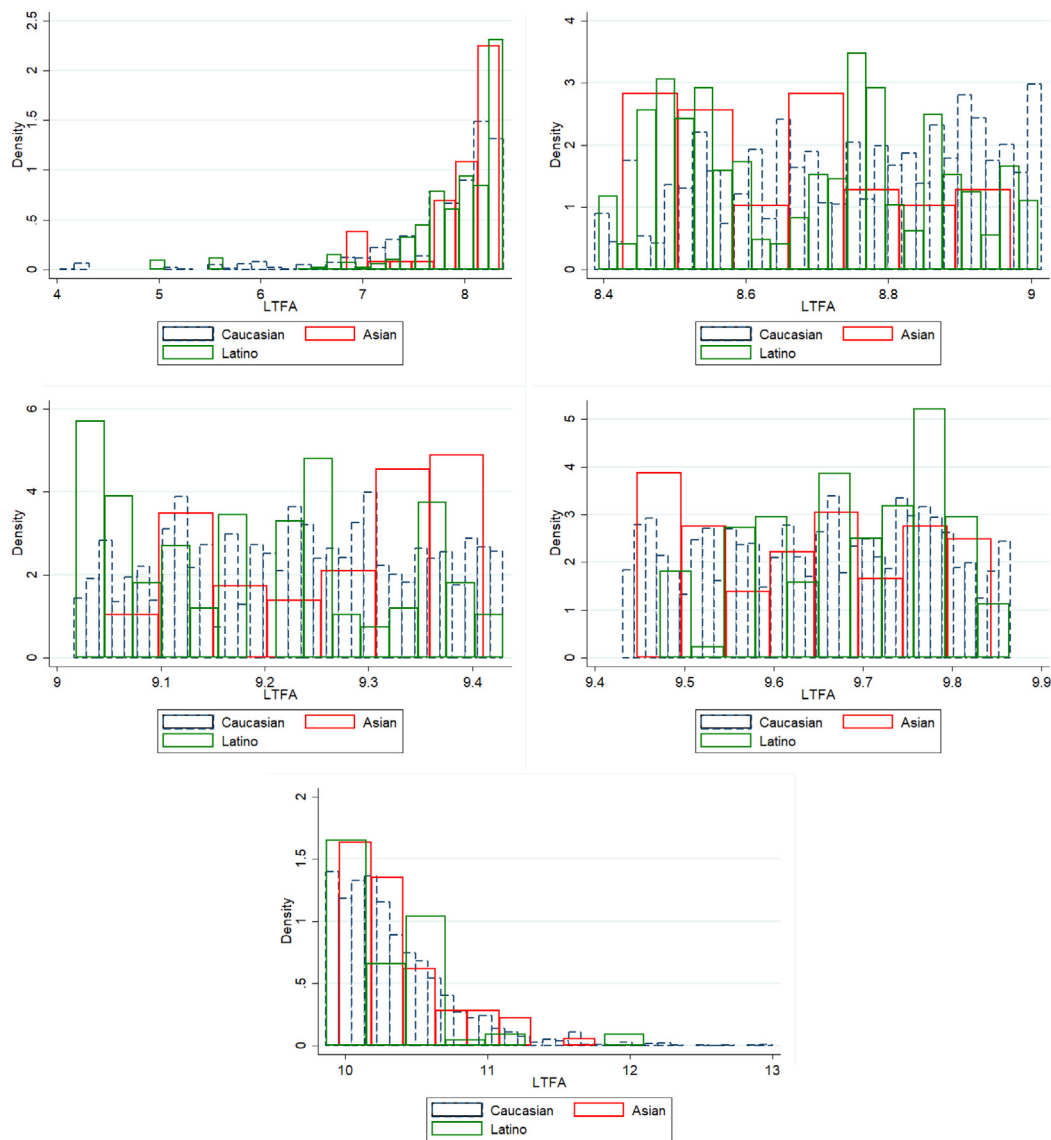 2.5
2
1.5
1
.5
0
Density
4 5 6 7 8
LTFA
Caucasian Asian
Latino
4
3
2
1
0
Density
8.4 8.6 8.8 9
LTFA
Caucasian Asian
Latino
6
4
2
0
Density
9 9.1 9.2 9.3 9.4
LTFA
Caucasian Asian
Latino
5
4
3
2
1
0
Density
9.4 9.5 9.6 9.7 9.8 9.9
LTFA
Caucasian Asian
Latino
2
1.5
1
.5
0
Density
10 11 12 13
LTFA
Caucasian Asian
Latino